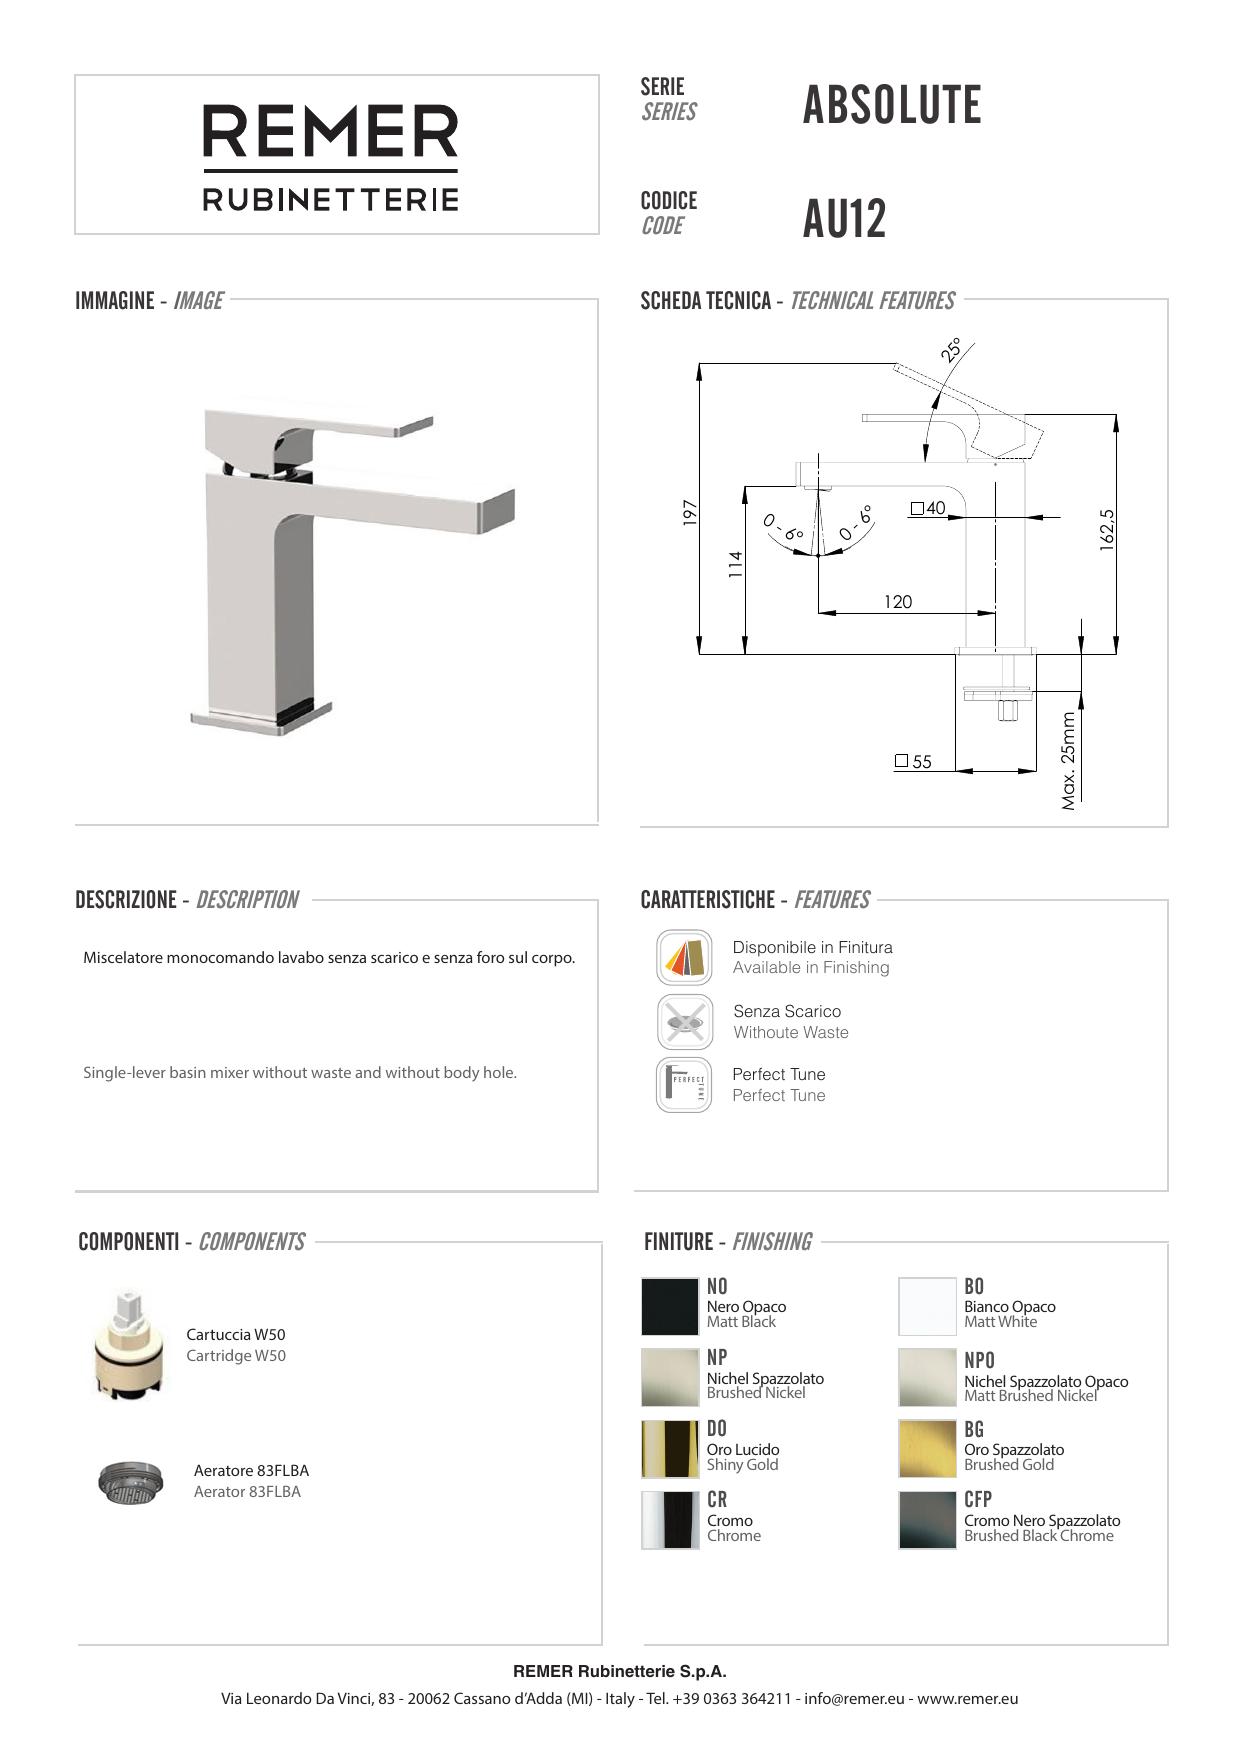 REMER
RUBINETTERIE
SERIE
SERIES
ABSOLUTE
CODICE
CODE
AU12
IMMAGINE - IMAGE
SCHEDA TECNICA - TECHNICAL FEATURES
25°
197
114
0 - 6°
0 - 6°
40
162,5
120
55
Max. 25mm
DESCRIZIONE - DESCRIPTION
Miscelatore monocomando lavabo senza scarico e senza foro sul corpo.
Single-lever basin mixer without waste and without body hole.
CARATTERISTICHE - FEATURES
Disponibile in Finitura
Available in Finishing
Senza Scarico
Withoute Waste
PERFECT
TUNE
Perfect Tune
Perfect Tune
COMPONENTI - COMPONENTS
Cartuccia W50
Cartridge W50
Aeratore 83FLBA
Aerator 83FLBA
FINITURE - FINISHING
NO
Nero Opaco
Matt Black
BO
Bianco Opaco
Matt White
NP
Nichel Spazzolato
Brushed Nickel
NPO
Nichel Spazzolato Opaco
Matt Brushed Nickel
DO
Oro Lucido
Shiny Gold
BG
Oro Spazzolato
Brushed Gold
CR
Cromo
Chrome
CFP
Cromo Nero Spazzolato
Brushed Black Chrome
REMER Rubinetterie S.p.A.
Via Leonardo Da Vinci, 83 - 20062 Cassano d'Adda (MI) - Italy - Tel. +39 0363 364211 - info@remer.eu - www.remer.eu